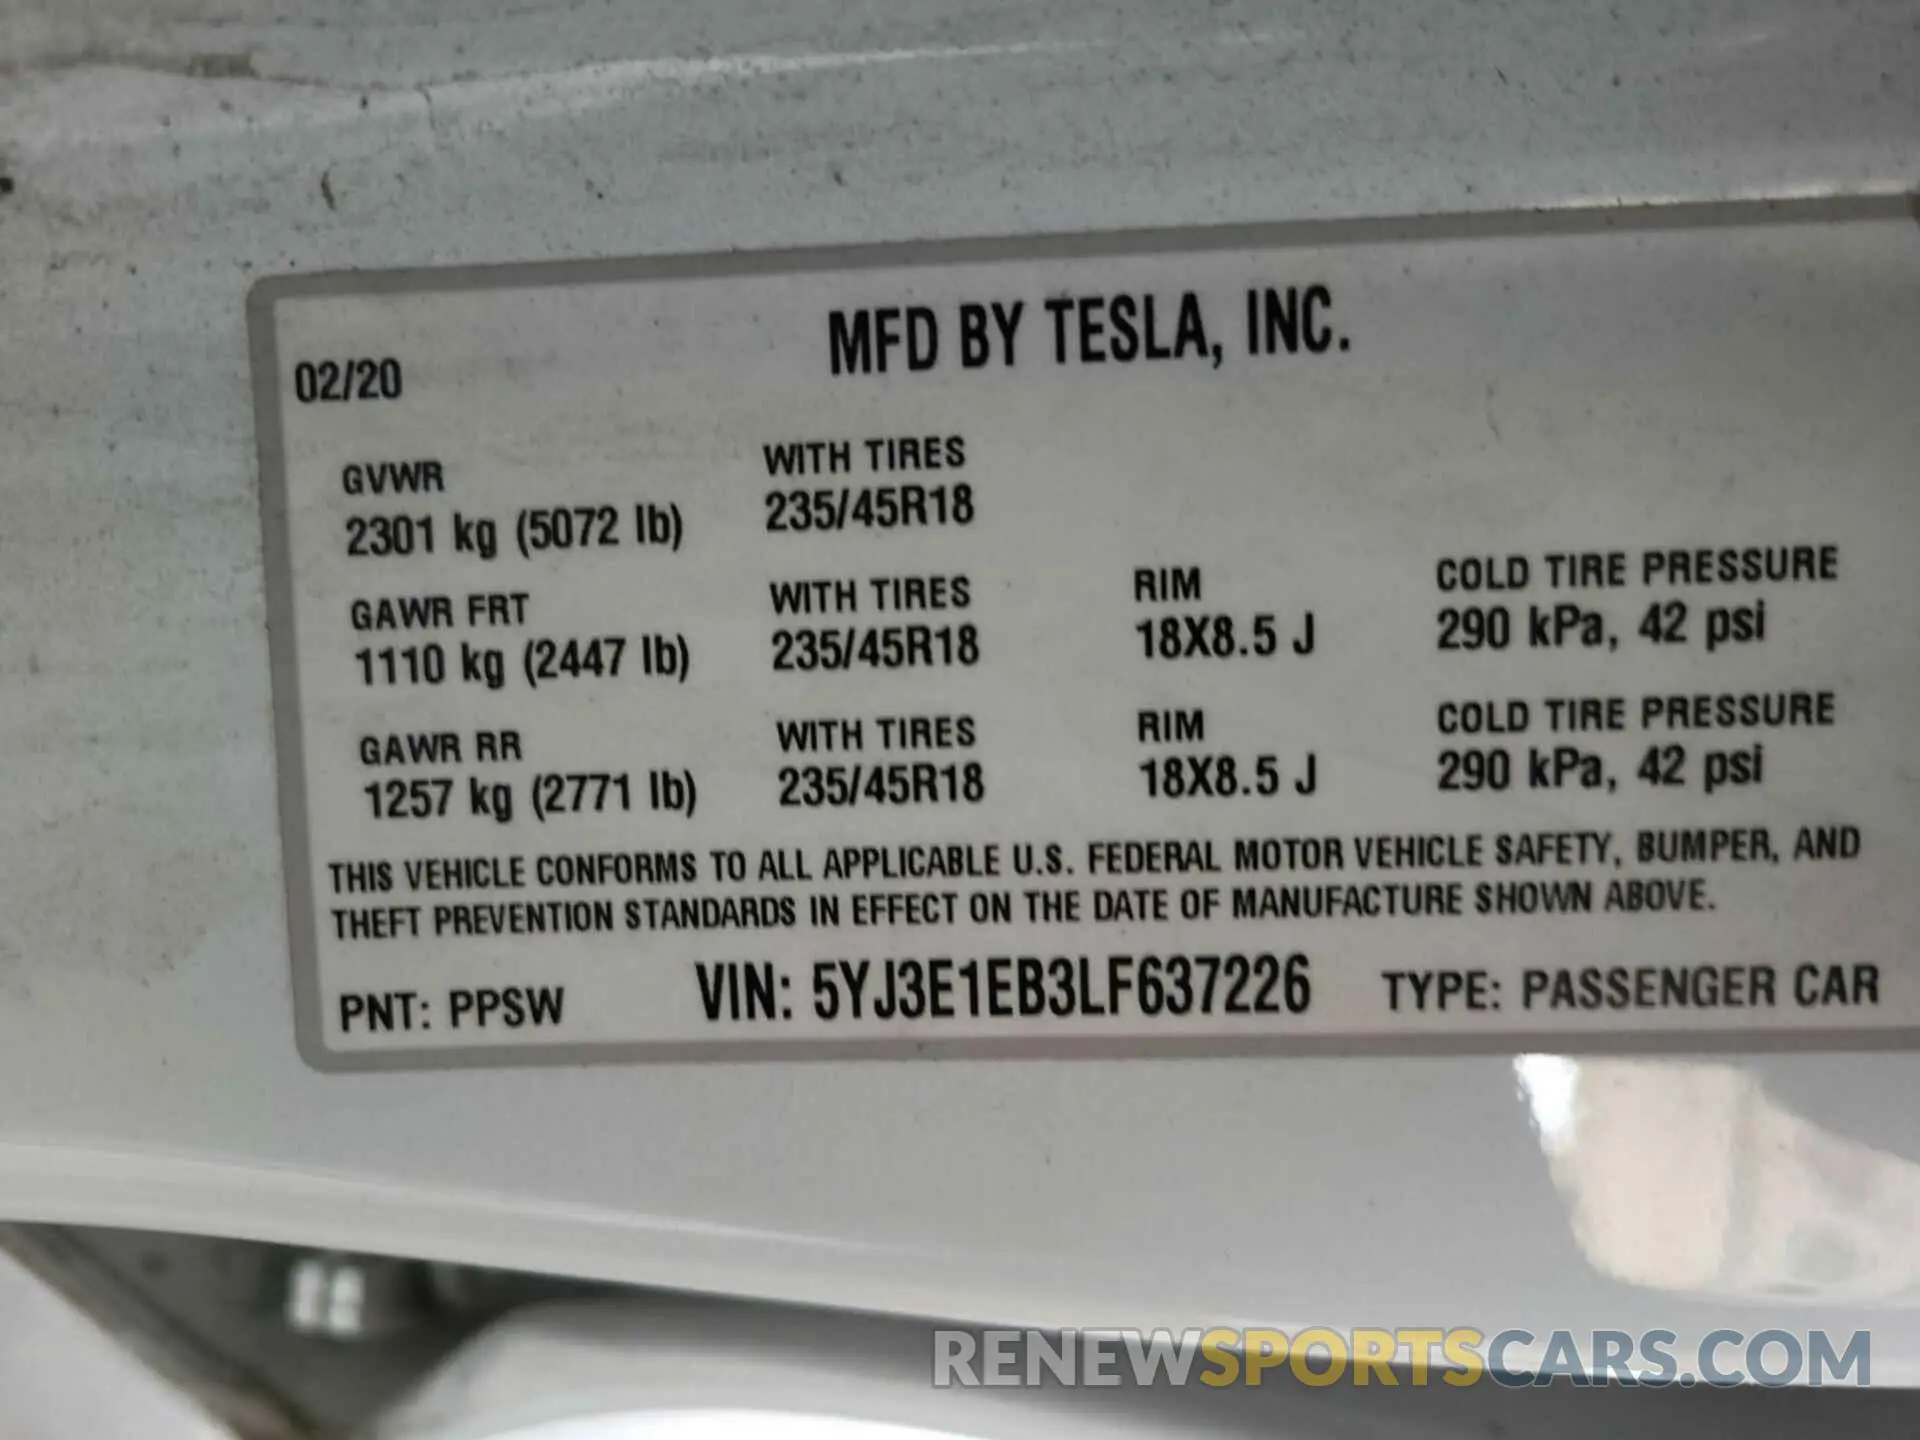 MFD BY TESLA, INC.
02/20
GVWR
2301 kg (5072 lb)
WITH TIRES
235/45R18
GAWR FRT
1110 kg (2447 lb)
WITH TIRES
235/45R18
RIM
18X8.5 J
COLD TIRE PRESSURE
290 kPa, 42 psi
GAWR RR
1257 kg (2771 lb)
WITH TIRES
235/45R18
RIM
18X8.5 J
COLD TIRE PRESSURE
290 kPa, 42 psi
THIS VEHICLE CONFORMS TO ALL APPLICABLE U.S. FEDERAL MOTOR VEHICLE SAFETY, BUMPER, AND
THEFT PREVENTION STANDARDS IN EFFECT ON THE DATE OF MANUFACTURE SHOWN ABOVE.
PNT: PPSW VIN: 5YJ3E1EB3LF637226 TYPE: PASSENGER CAR
RENEWSPORTSCARS.COM